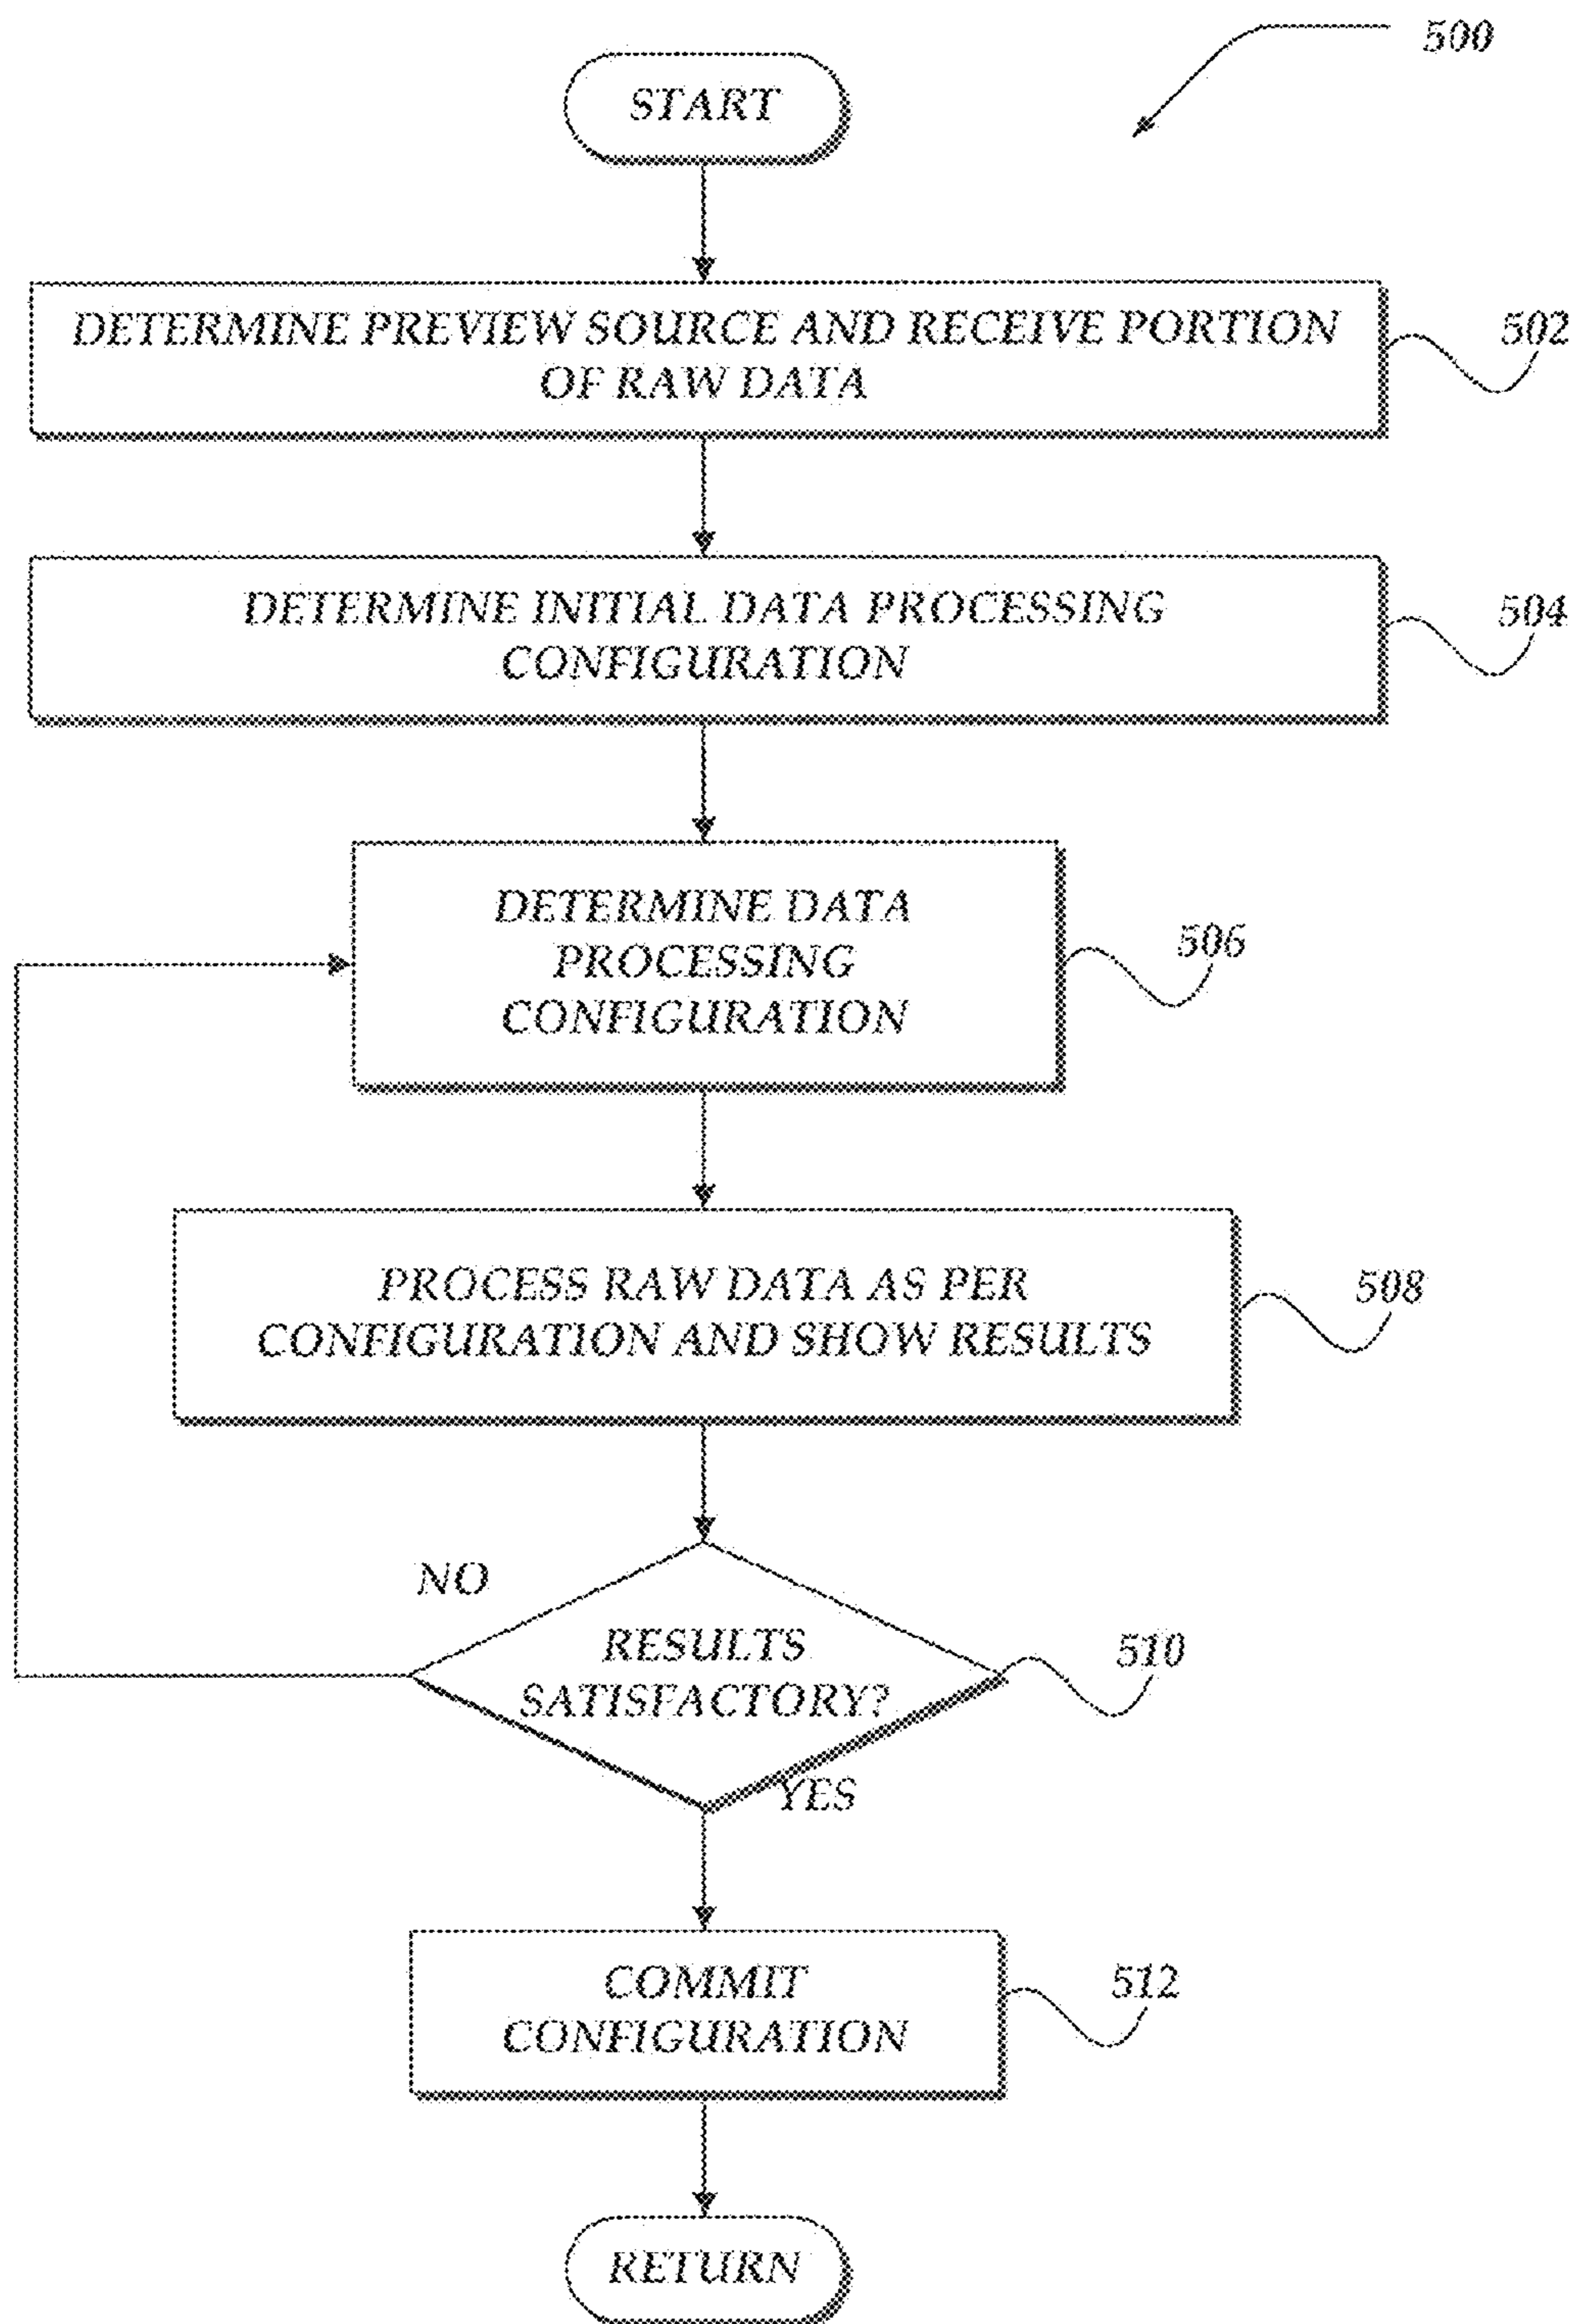 500
START
DETERMINE PREVIEW SOURCE AND RECEIVE PORTION
OF RAW DATA
502
DETERMINE INITIAL DATA PROCESSING
CONFIGURATION
504
DETERMINE DATA
PROCESSING
CONFIGURATION
506
PROCESS RAW DATA AS PER
CONFIGURATION AND SHOW RESULTS
508
NO
RESULTS
SATISFACTORY?
510
YES
COMMIT
CONFIGURATION
512
RETURN